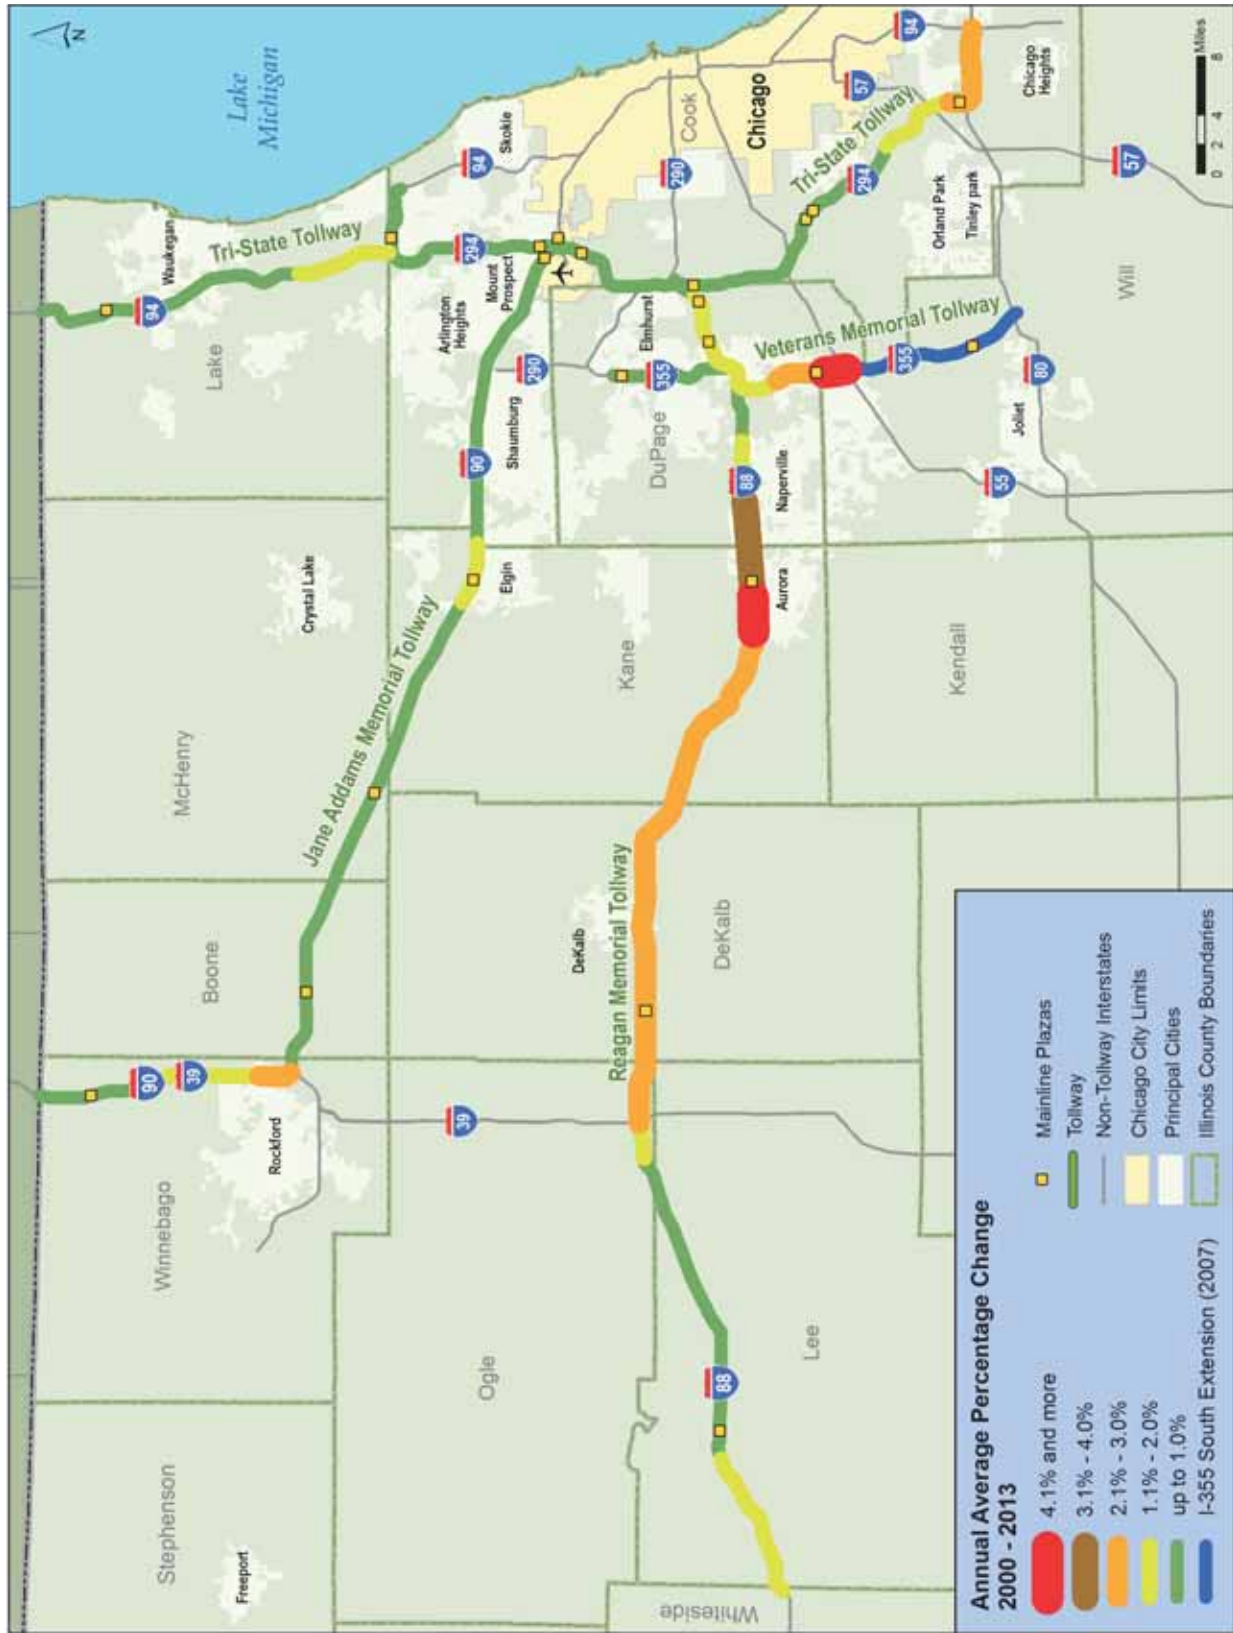 N
Lake
Michigan
Stephenson
Freeport
Winnebago
Rockford
90
39
39
Boone
McHenry
Crystal Lake
Jane Addams Memorial Tollway
Lake
Waukegan
94
Tri-State Tollway
94
Skokie
294
Arlington
Heights
Mount
Prospect
Elgin
90
Shaumburg
290
Ogle
Lee
88
Whiteside
DeKalb
Reagan Memorial Tollway
DeKalb
Kane
Aurora
88
Naperville
DuPage
355
Elmhurst
290
Cook
Chicago
Kendall
Veterans Memorial Tollway
355
Tri-State Tollway
294
57
94
Orland Park
Tinley park
Chicago
Heights
Joliet
80
55
Will
57
0 2 4 8
Miles
Annual Average Percentage Change
2000 - 2013
4.1% and more
3.1% - 4.0%
2.1% - 3.0%
1.1% - 2.0%
up to 1.0%
I-355 South Extension (2007)
Mainline Plazas
Tollway
Non-Tollway Interstates
Chicago City Limits
Principal Cities
Illinois County Boundaries